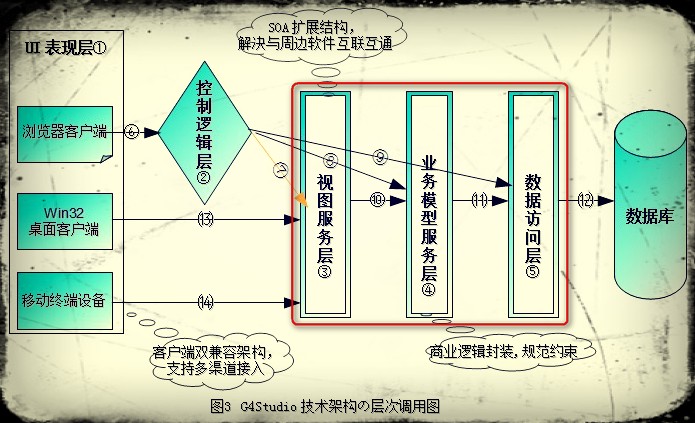 SOA 扩展结构，
解决与周边软件互联互通
UI 表现层①
浏览器客户端
⑥
控制逻辑层②
⑦
⑧
⑨
视图服务层③
⑩
业务模型服务层④
⑾
数据访问层⑤
⑿
数据库
Win32
桌面客户端
⒀
移动终端设备
⒁
客户端双兼容架构，
支持多渠道接入
商业逻辑封装，规范约束
图3 G4Studio 技术架构の层次调用图